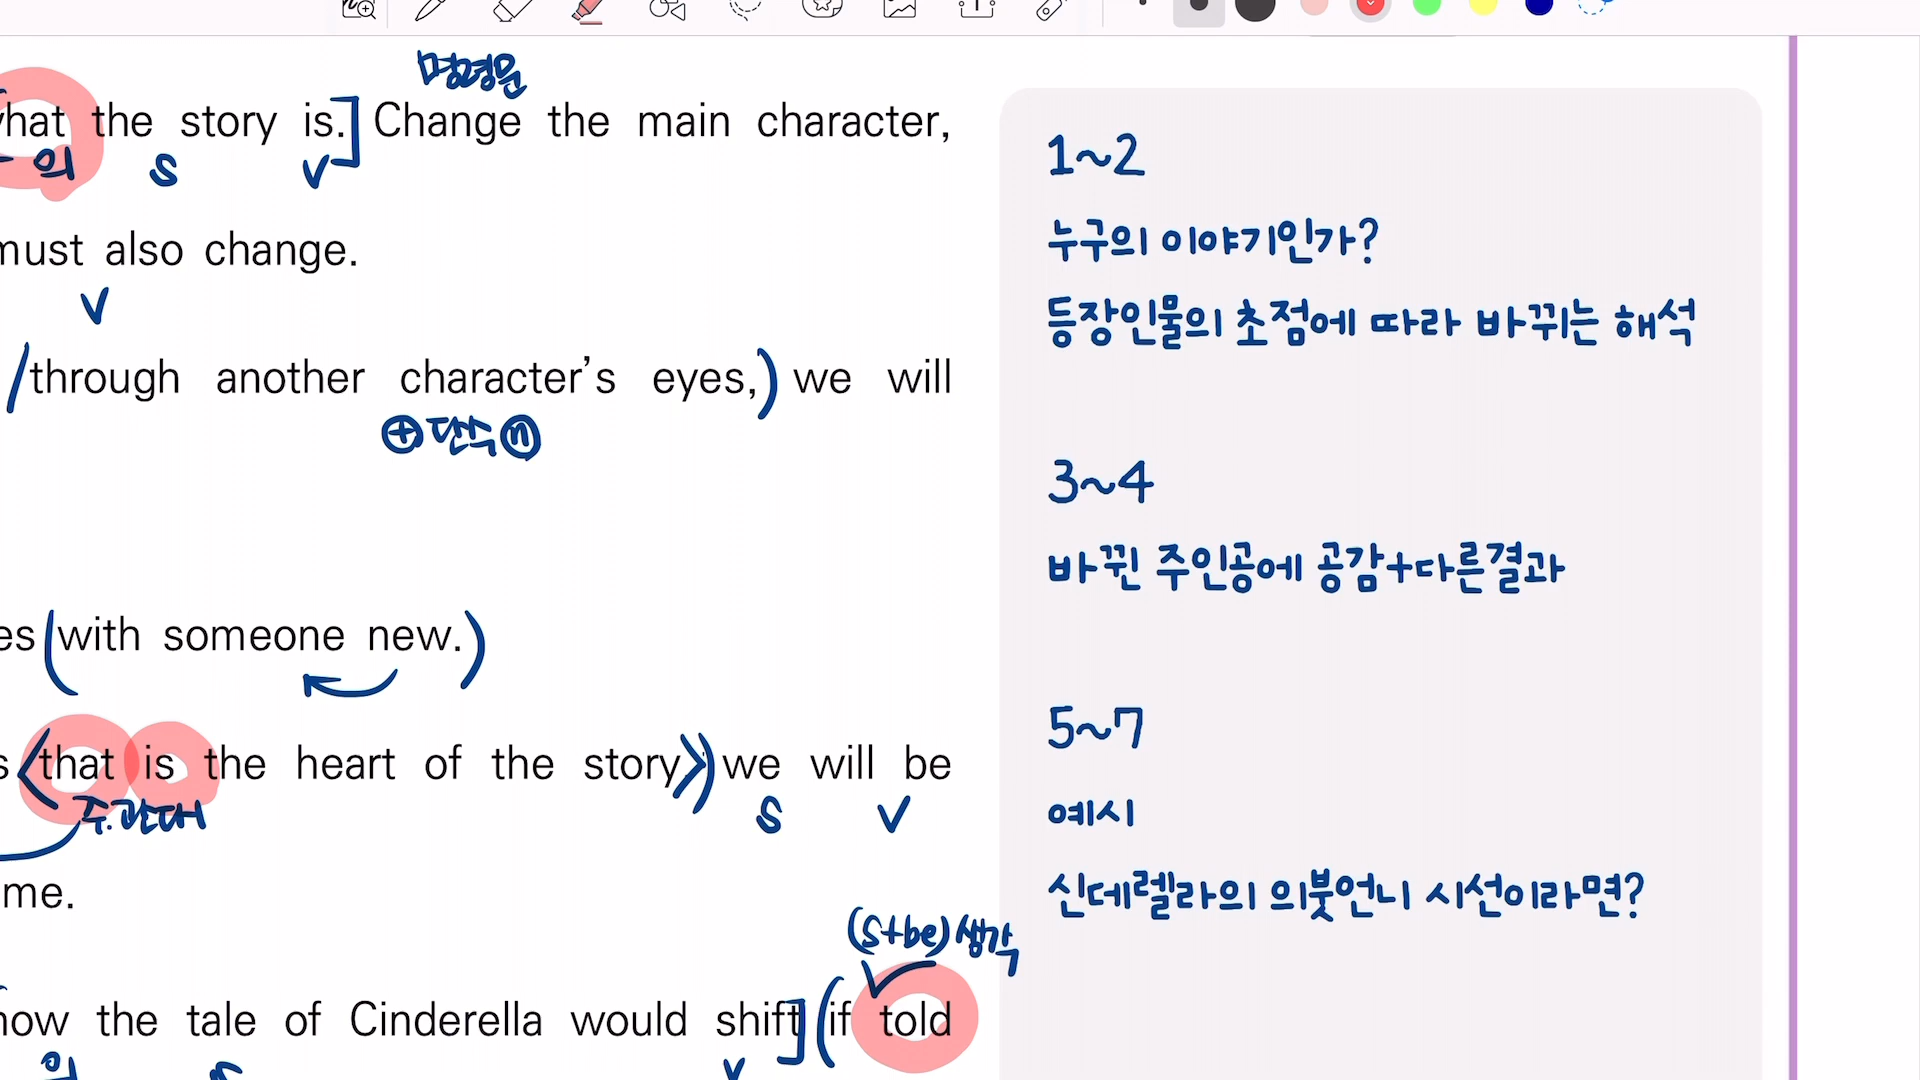 명령문
what the story is.] Change the main character,
의 S V
must also change.
V
/through another character's eyes,) we will
+ 단수 n
(with someone new.)
<that is the heart of the story>) we will be
주.관대 S V
(S+be) 생략
how the tale of Cinderella would shift] (if told
의 S V
1~2
누구의 이야기인가?
등장인물의 초점에 따라 바뀌는 해석
3~4
바뀐 주인공에 공감+다른결과
5~7
예시
신데렐라의 의붓언니 시선이라면?